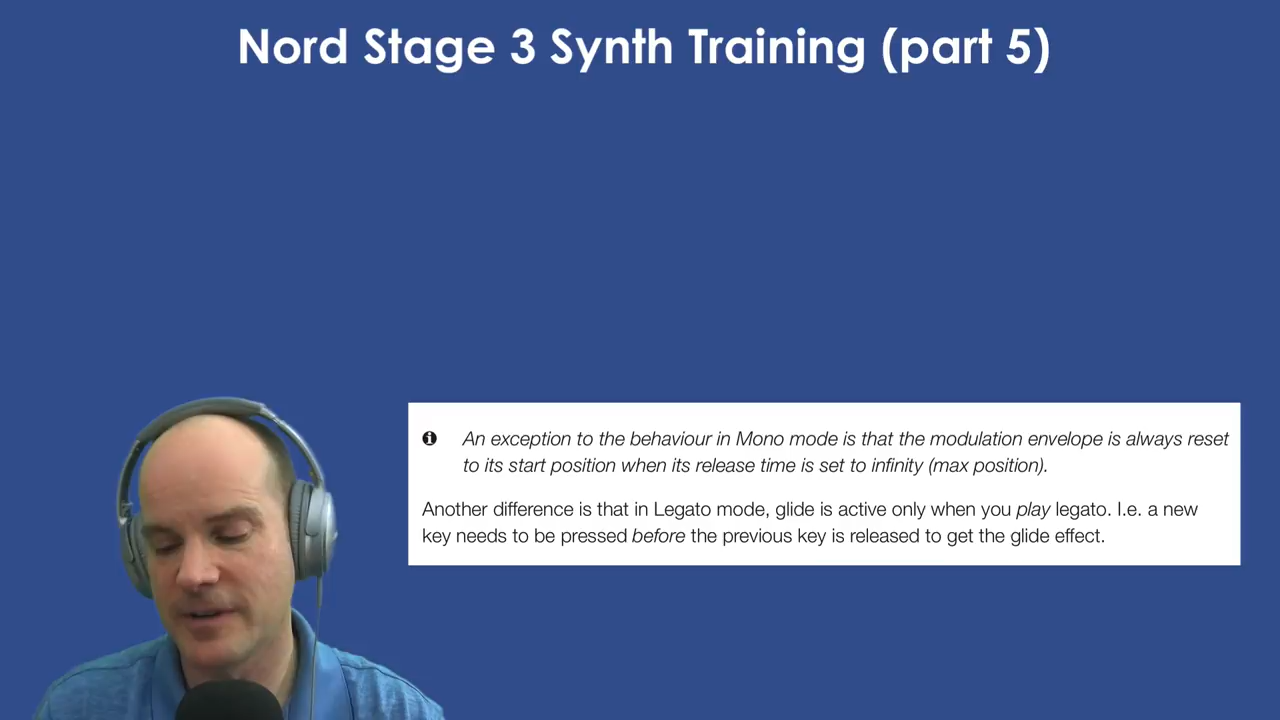 Nord Stage 3 Synth Training (part 5)
An exception to the behaviour in Mono mode is that the modulation envelope is always reset
to its start position when its release time is set to infinity (max position).
Another difference is that in Legato mode, glide is active only when you play legato. I.e. a new
key needs to be pressed before the previous key is released to get the glide effect.